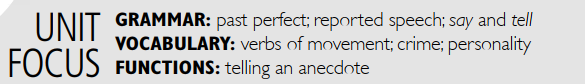 UNIT FOCUS
GRAMMAR: past perfect; reported speech; say and tell
VOCABULARY: verbs of movement; crime; personality
FUNCTIONS: telling an anecdote